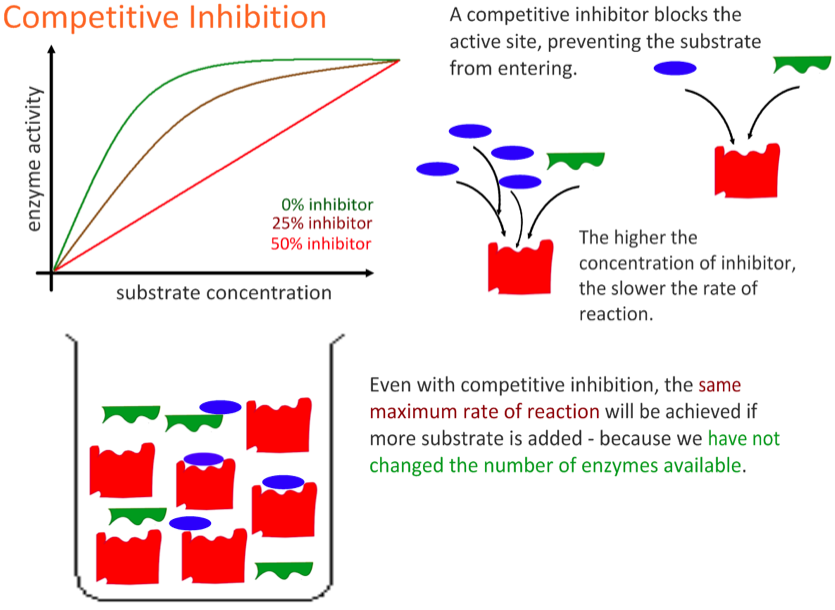 Competitive Inhibition
A competitive inhibitor blocks the
active site, preventing the substrate
from entering.
enzyme activity
0% inhibitor
25% inhibitor
50% inhibitor
substrate concentration
The higher the
concentration of inhibitor,
the slower the rate of
reaction.
Even with competitive inhibition, the same
maximum rate of reaction will be achieved if
more substrate is added - because we have not
changed the number of enzymes available.